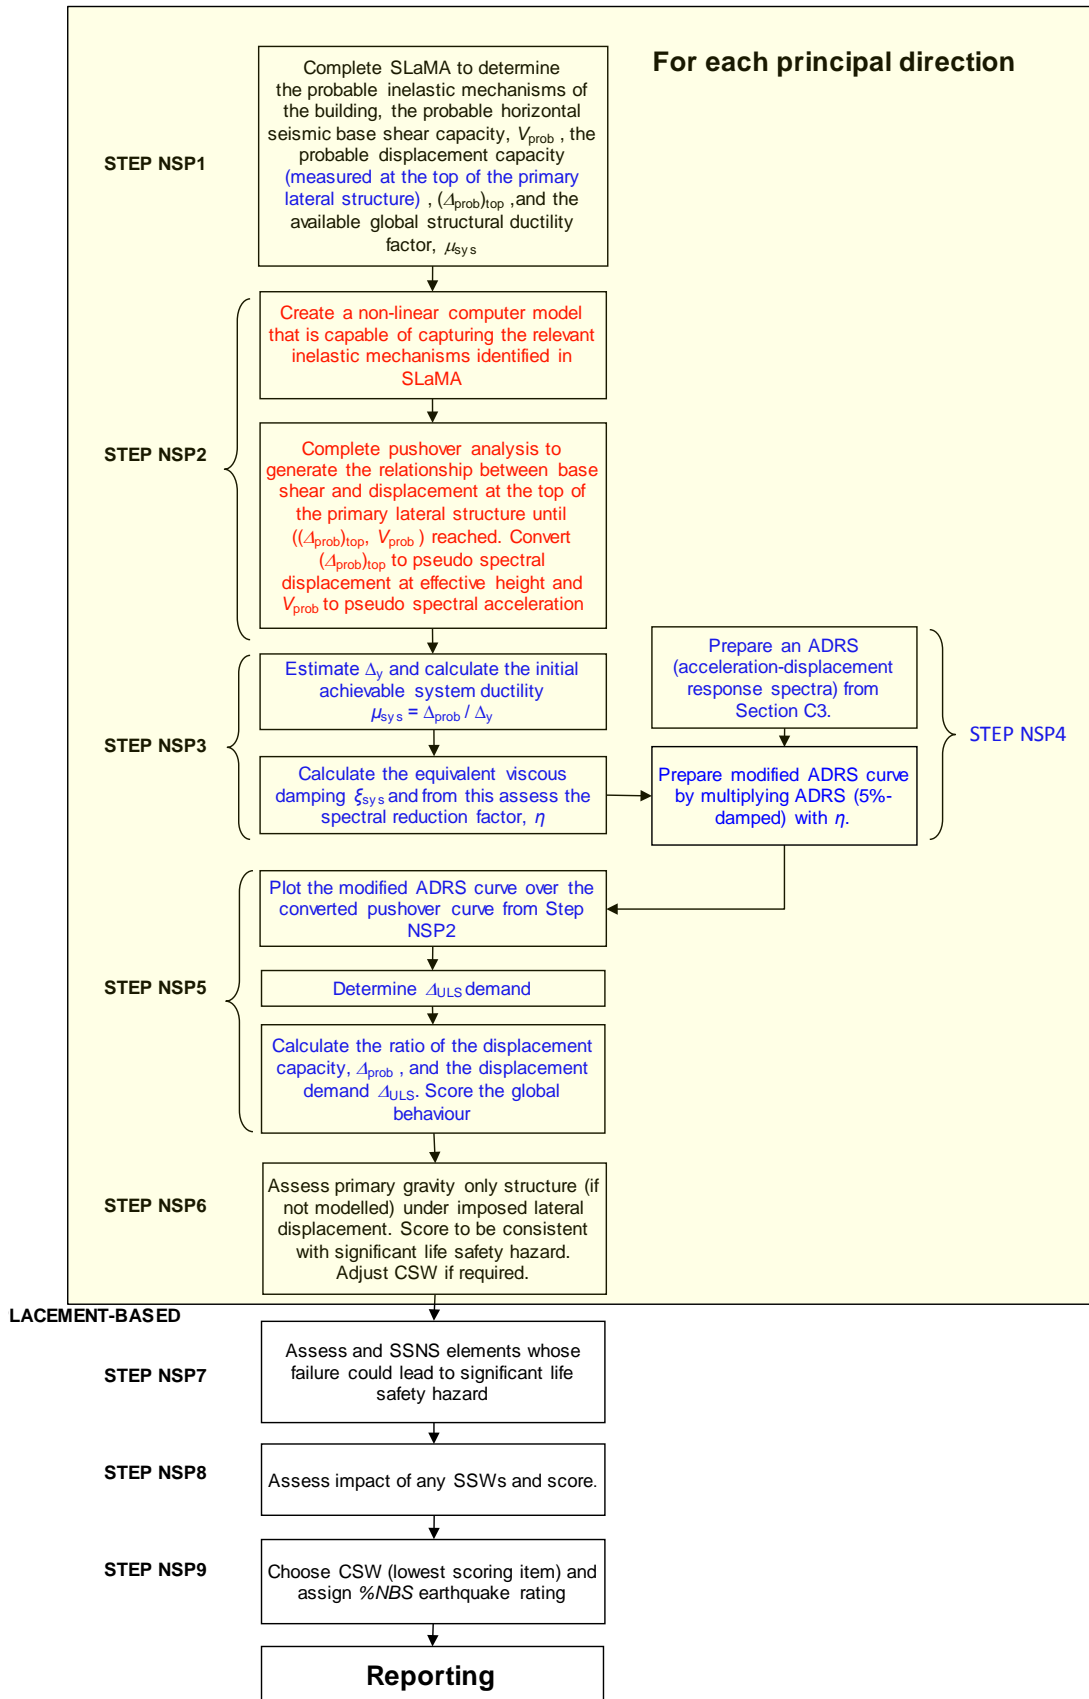 For each principal direction
STEP NSP1
Complete SLaMA to determine
the probable inelastic mechanisms of
the building, the probable horizontal
seismic base shear capacity, Vprob , the
probable displacement capacity
(measured at the top of the primary
lateral structure) , (Δprob)top ,and the
available global structural ductility
factor, μsys
STEP NSP2
Create a non-linear computer model
that is capable of capturing the relevant
inelastic mechanisms identified in
SLaMA
Complete pushover analysis to
generate the relationship between base
shear and displacement at the top of
the primary lateral structure until
((Δprob)top, Vprob ) reached. Convert
(Δprob)top to pseudo spectral
displacement at effective height and
Vprob to pseudo spectral acceleration
STEP NSP3
Estimate Δy and calculate the initial
achievable system ductility
μsys = Δprob / Δy
Calculate the equivalent viscous
damping ξsys and from this assess the
spectral reduction factor, η
Prepare an ADRS
(acceleration-displacement
response spectra) from
Section C3.
STEP NSP4
Prepare modified ADRS curve
by multiplying ADRS (5%-
damped) with η.
STEP NSP5
Plot the modified ADRS curve over the
converted pushover curve from Step
NSP2
Determine ΔULS demand
Calculate the ratio of the displacement
capacity, Δprob , and the displacement
demand ΔULS. Score the global
behaviour
STEP NSP6
Assess primary gravity only structure (if
not modelled) under imposed lateral
displacement. Score to be consistent
with significant life safety hazard.
Adjust CSW if required.
LACEMENT-BASED
STEP NSP7
Assess and SSNS elements whose
failure could lead to significant life
safety hazard
STEP NSP8
Assess impact of any SSWs and score.
STEP NSP9
Choose CSW (lowest scoring item) and
assign %NBS earthquake rating
Reporting